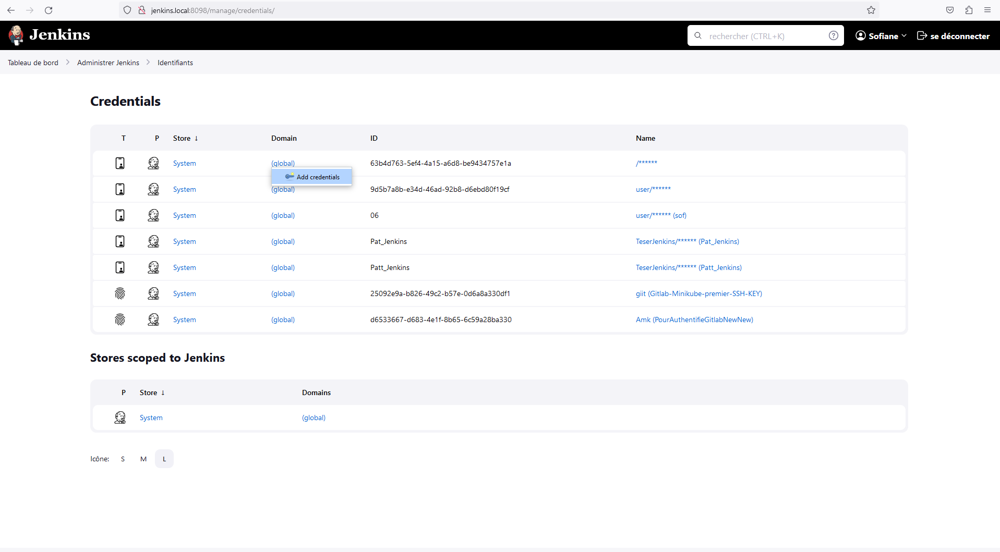 jenkins.local:8098/manage/credentials/
Jenkins
rechercher (CTRL+K)
Sofiane
se déconnecter
Tableau de bord
Administrer Jenkins
Identifiants
Credentials
T P Store ↓ Domain ID Name
System (global) 63b4d763-5ef4-4a15-a6d8-be9434757e1a /******
Add credentials
System (global) 9d5b7a8b-e34d-46ad-92b8-d6ebd80f19cf user/******
System (global) 06 user/****** (sof)
System (global) Pat_Jenkins TeserJenkins/****** (Pat_Jenkins)
System (global) Patt_Jenkins TeserJenkins/****** (Patt_Jenkins)
System (global) 25092e9a-b826-49c2-b57e-0d6a8a330df1 giit (Gitlab-Minikube-premier-SSH-KEY)
System (global) d6533667-d683-4e1f-8b65-6c59a28ba330 Amk (PourAuthentifieGitlabNewNew)
Stores scoped to Jenkins
P Store ↓ Domains
System (global)
Icône: S M L